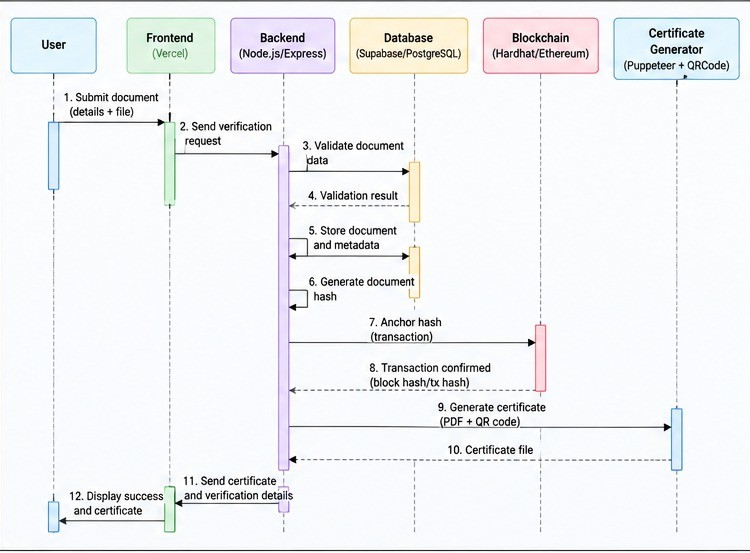 User
Frontend
(Vercel)
Backend
(Node.js/Express)
Database
(Supabase/PostgreSQL)
Blockchain
(Hardhat/Ethereum)
Certificate
Generator
(Puppeteer + QRCode)
1. Submit document
(details + file)
2. Send verification
request
3. Validate document
data
4. Validation result
5. Store document
and metadata
6. Generate document
hash
7. Anchor hash
(transaction)
8. Transaction confirmed
(block hash/tx hash)
9. Generate certificate
(PDF + QR code)
10. Certificate file
11. Send certificate
and verification details
12. Display success
and certificate